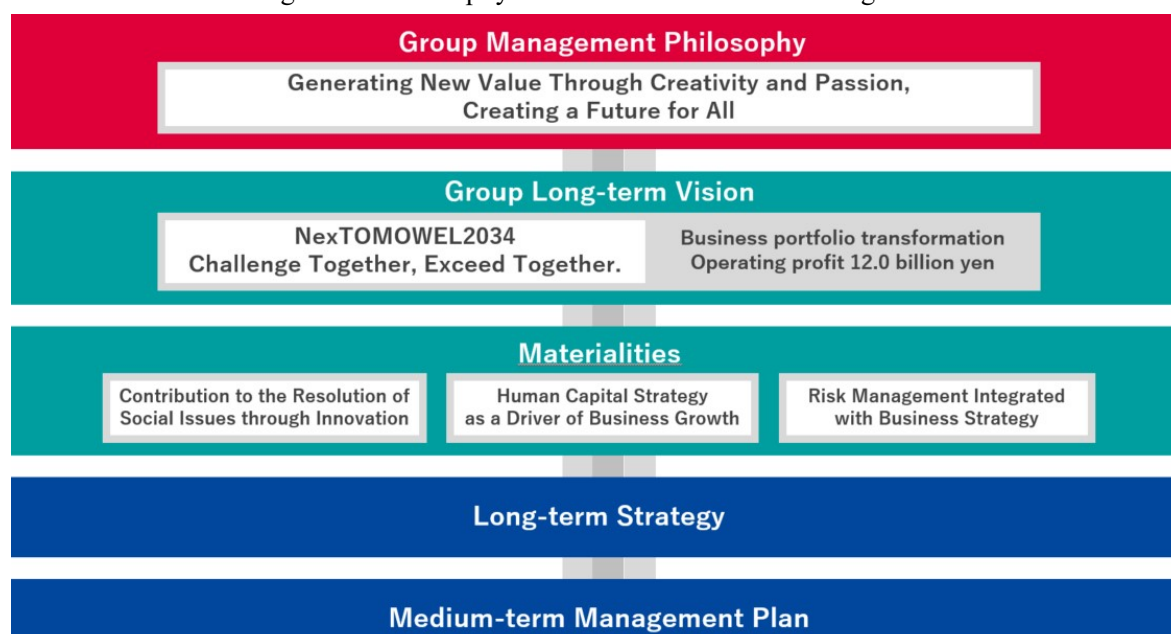 Group Management Philosophy
Generating New Value Through Creativity and Passion,
Creating a Future for All
Group Long-term Vision
NexTOMOWEL2034
Challenge Together, Exceed Together.
Business portfolio transformation
Operating profit 12.0 billion yen
Materialities
Contribution to the Resolution of
Social Issues through Innovation
Human Capital Strategy
as a Driver of Business Growth
Risk Management Integrated
with Business Strategy
Long-term Strategy
Medium-term Management Plan